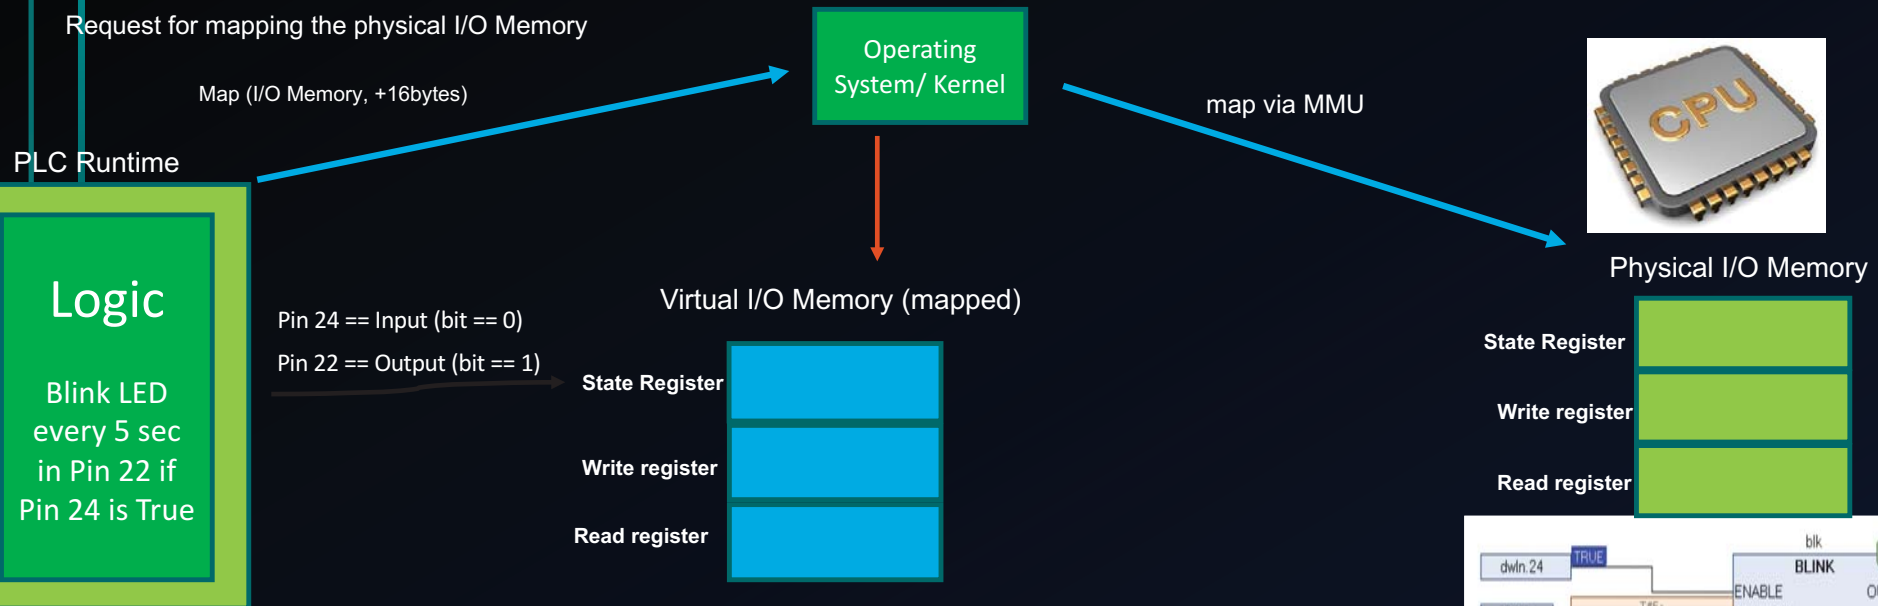 Request for mapping the physical I/O Memory
Map (I/O Memory, +16bytes)
Operating
System/ Kernel
map via MMU
CPU
PLC Runtime
Logic
Blink LED
every 5 sec
in Pin 22 if
Pin 24 is True
Pin 24 == Input (bit == 0)
Pin 22 == Output (bit == 1)
Virtual I/O Memory (mapped)
State Register
Write register
Read register
Physical I/O Memory
State Register
Write register
Read register
blk
dwIn.24
TRUE
BLINK
ENABLE